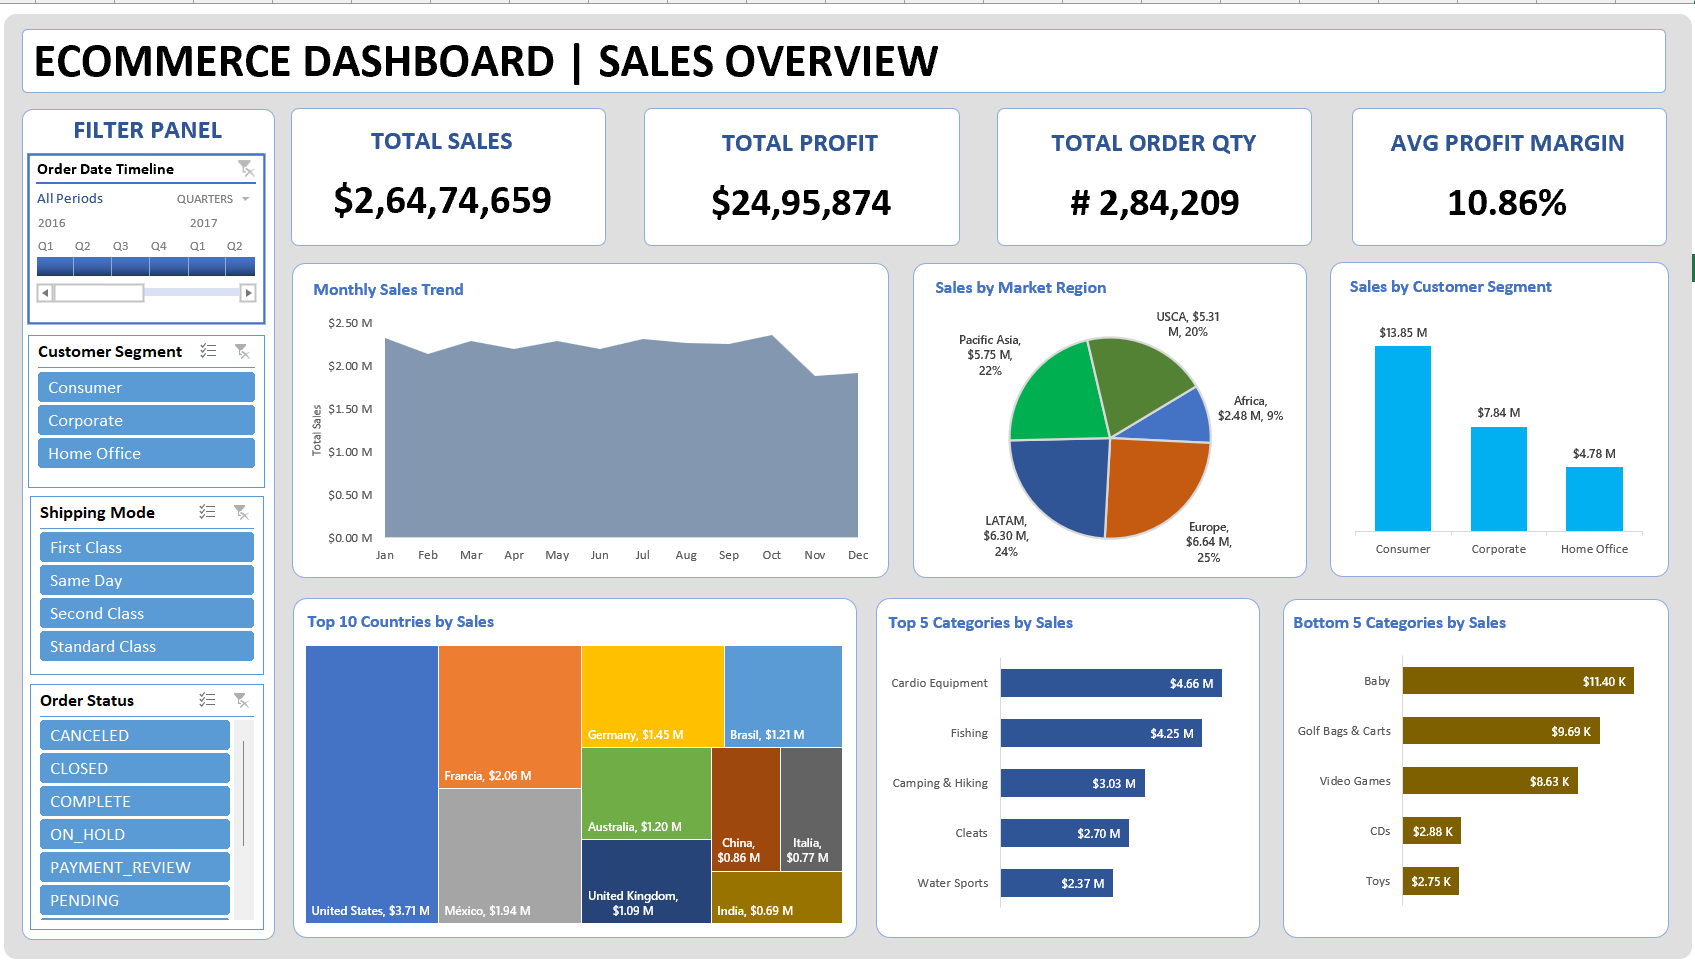 ECOMMERCE DASHBOARD | SALES OVERVIEW
FILTER PANEL
Order Date Timeline
All Periods QUARTERS
2016 2017
Q1 Q2 Q3 Q4 Q1 Q2
Customer Segment
Consumer
Corporate
Home Office
Shipping Mode
First Class
Same Day
Second Class
Standard Class
Order Status
CANCELED
CLOSED
COMPLETE
ON_HOLD
PAYMENT_REVIEW
PENDING
TOTAL SALES
$2,64,74,659
TOTAL PROFIT
$24,95,874
TOTAL ORDER QTY
# 2,84,209
AVG PROFIT MARGIN
10.86%
Monthly Sales Trend
Total Sales
$2.50 M
$2.00 M
$1.50 M
$1.00 M
$0.50 M
$0.00 M
Jan Feb Mar Apr May Jun Jul Aug Sep Oct Nov Dec
Sales by Market Region
USCA, $5.31
M, 20%
Pacific Asia,
$5.75 M,
22%
Africa,
$2.48 M, 9%
LATAM,
$6.30 M,
24%
Europe,
$6.64 M,
25%
Sales by Customer Segment
$13.85 M
$7.84 M
$4.78 M
Consumer Corporate Home Office
Top 10 Countries by Sales
United States, $3.71 M
Francia, $2.06 M
México, $1.94 M
Germany, $1.45 M
Brasil, $1.21 M
Australia, $1.20 M
United Kingdom,
$1.09 M
China,
$0.86 M
Italia,
$0.77 M
India, $0.69 M
Top 5 Categories by Sales
Cardio Equipment $4.66 M
Fishing $4.25 M
Camping & Hiking $3.03 M
Cleats $2.70 M
Water Sports $2.37 M
Bottom 5 Categories by Sales
Baby $11.40 K
Golf Bags & Carts $9.69 K
Video Games $8.63 K
CDs $2.88 K
Toys $2.75 K